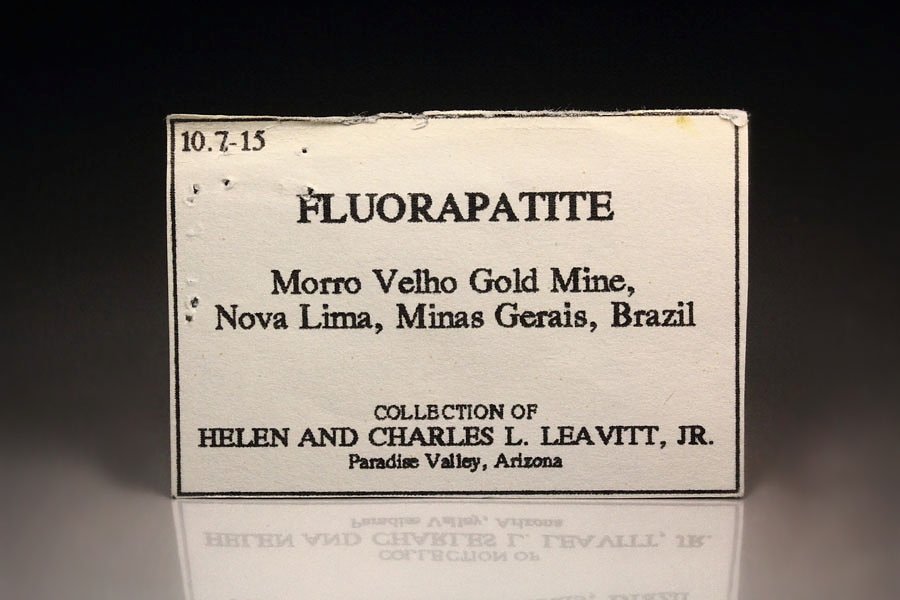 10.7-15
FLUORAPATITE
Morro Velho Gold Mine,
Nova Lima, Minas Gerais, Brazil
COLLECTION OF
HELEN AND CHARLES L. LEAVITT, JR.
Paradise Valley, Arizona